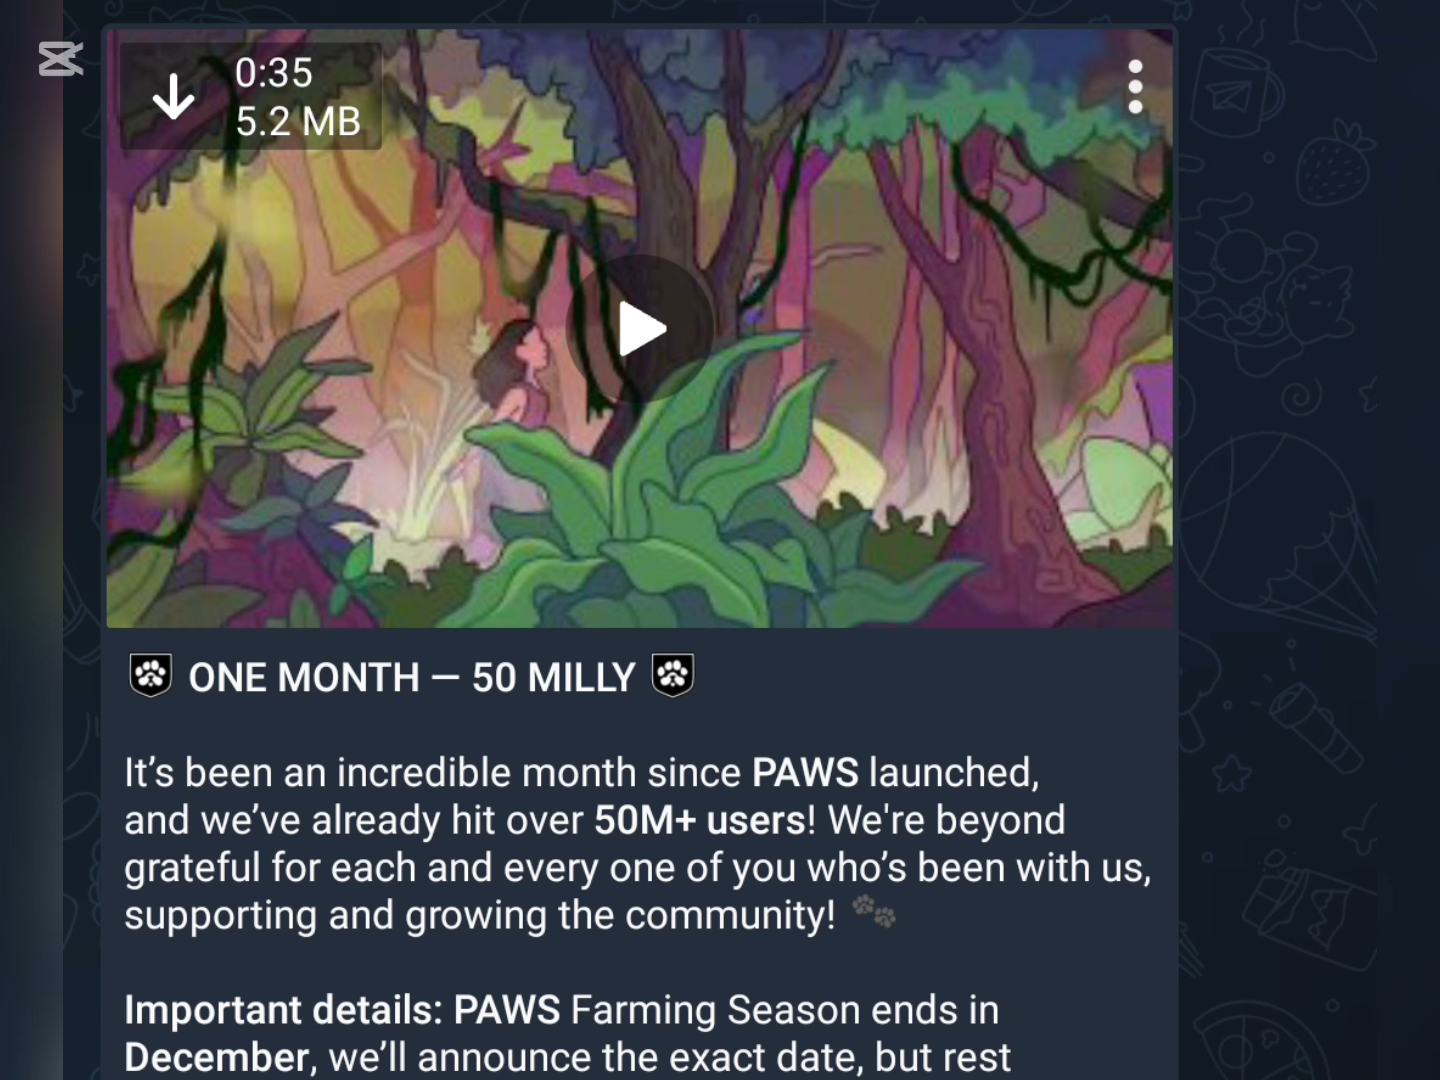 0:35
5.2 MB
ONE MONTH — 50 MILLY
It’s been an incredible month since PAWS launched,
and we’ve already hit over 50M+ users! We're beyond
grateful for each and every one of you who’s been with us,
supporting and growing the community!
Important details: PAWS Farming Season ends in
December, we’ll announce the exact date, but rest